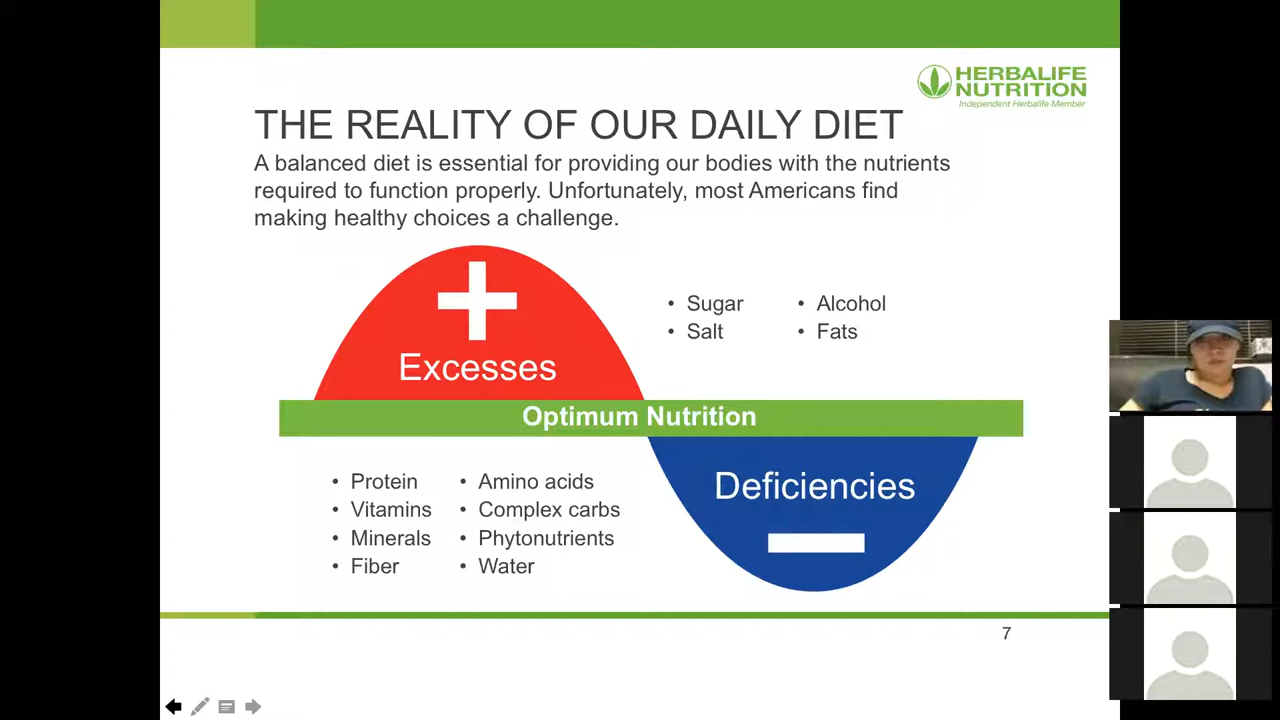 HERBALIFE
NUTRITION
Independent Herbalife Member
THE REALITY OF OUR DAILY DIET
A balanced diet is essential for providing our bodies with the nutrients
required to function properly. Unfortunately, most Americans find
making healthy choices a challenge.
Excesses
• Sugar
• Salt
• Alcohol
• Fats
Optimum Nutrition
• Protein
• Vitamins
• Minerals
• Fiber
• Amino acids
• Complex carbs
• Phytonutrients
• Water
Deficiencies
7